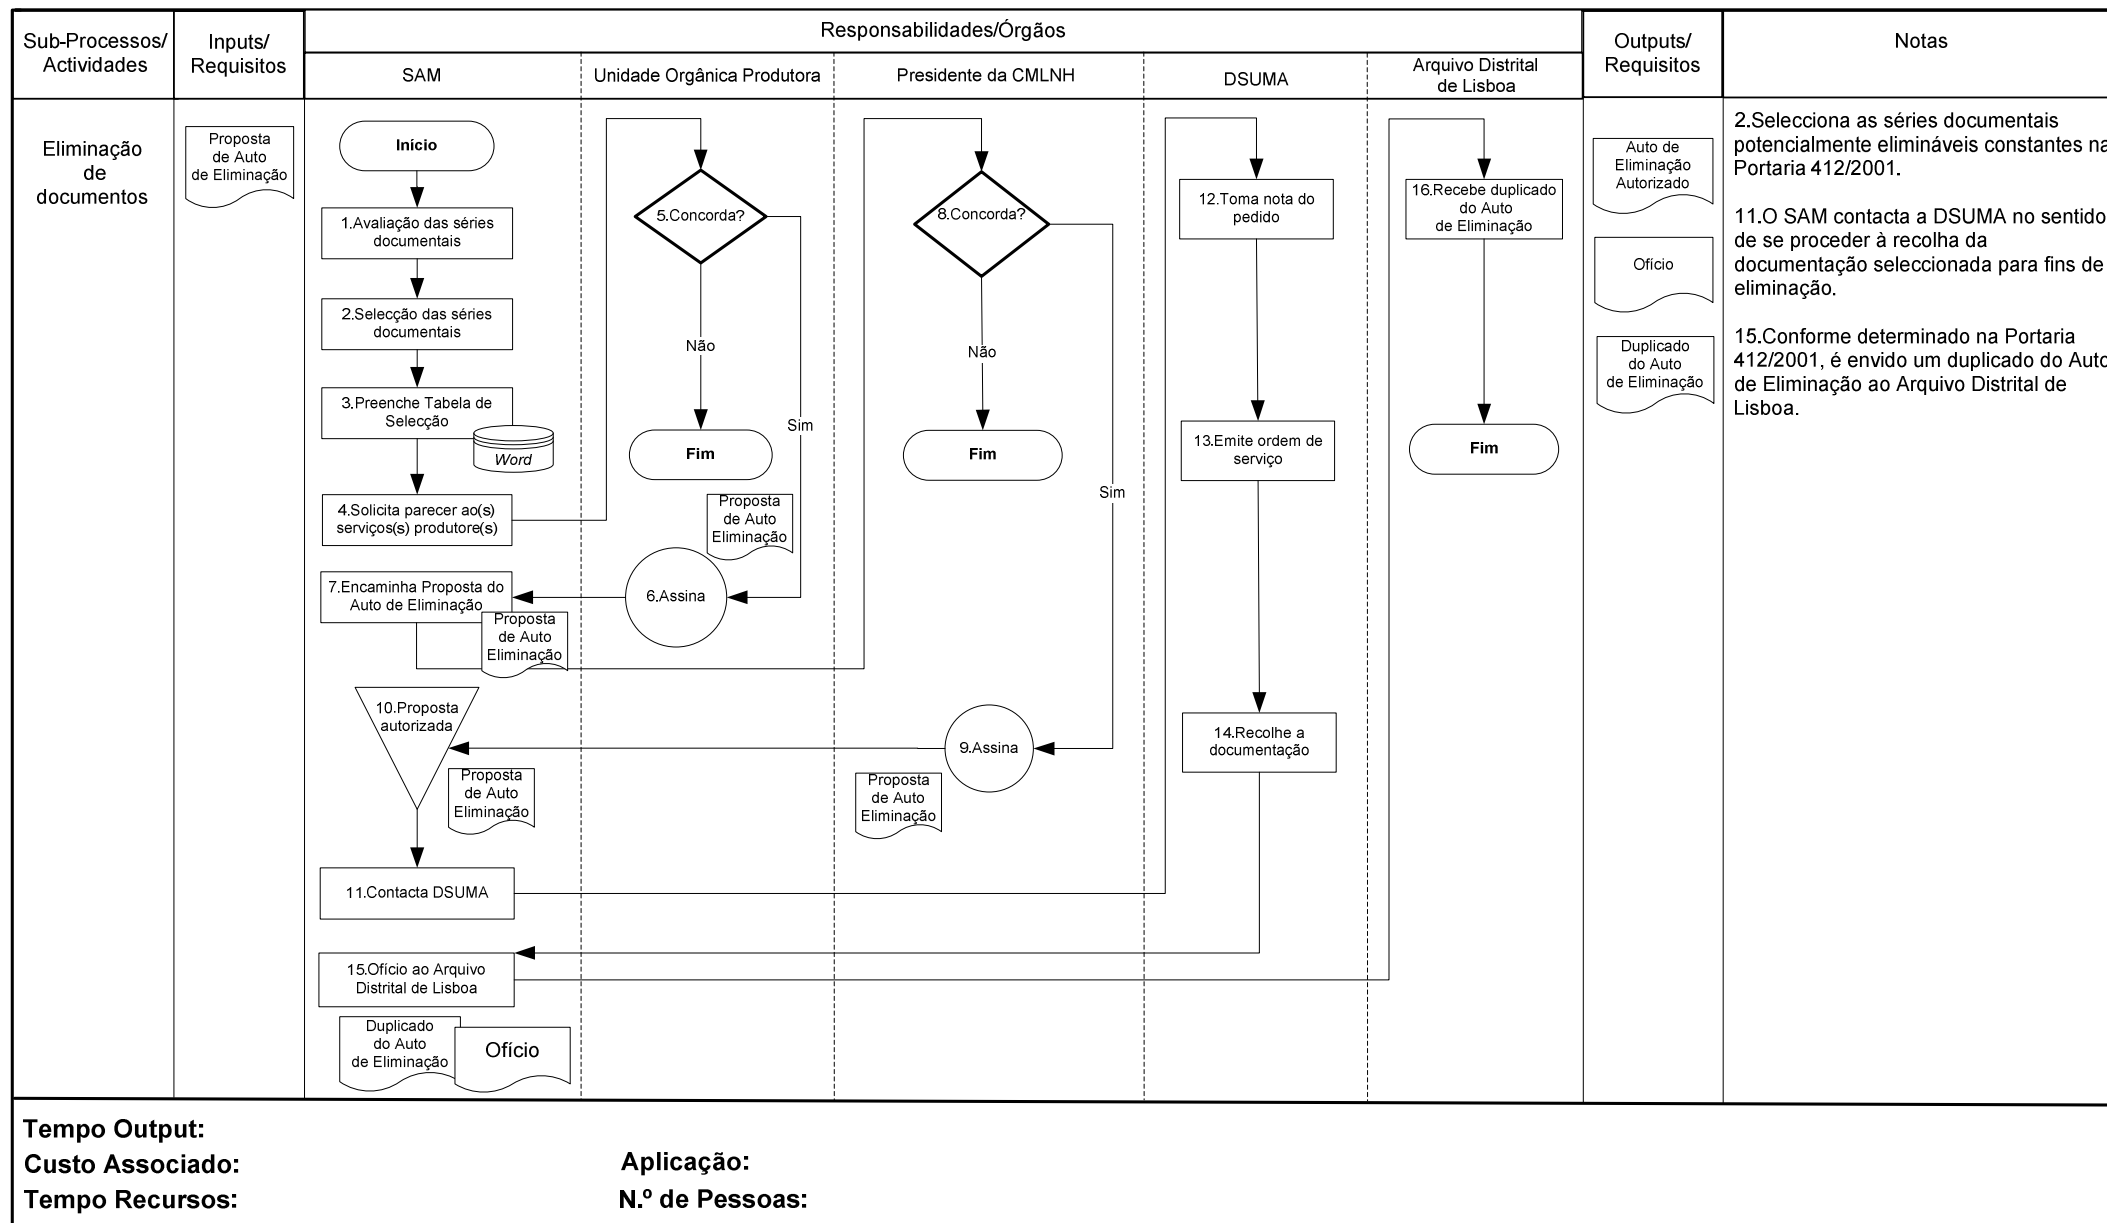 Sub-Processos/
Actividades
Inputs/
Requisitos
Responsabilidades/Órgãos
SAM
Unidade Orgânica Produtora
Presidente da CMLNH
DSUMA
Arquivo Distrital
de Lisboa
Outputs/
Requisitos
Notas
Eliminação
de
documentos
Proposta
de Auto
de Eliminação
Início
1.Avaliação das séries
documentais
2.Selecção das séries
documentais
3.Preenche Tabela de
Selecção
Word
4.Solicita parecer ao(s)
serviços(s) produtore(s)
7.Encaminha Proposta do
Auto de Eliminação
Proposta
de Auto
Eliminação
10.Proposta
autorizada
Proposta
de Auto
Eliminação
11.Contacta DSUMA
15.Ofício ao Arquivo
Distrital de Lisboa
Duplicado
do Auto
de Eliminação
Ofício
5.Concorda?
Não
Sim
Fim
Proposta
de Auto
Eliminação
6.Assina
8.Concorda?
Não
Sim
Fim
9.Assina
Proposta
de Auto
Eliminação
12.Toma nota do
pedido
13.Emite ordem de
serviço
14.Recolhe a
documentação
16.Recebe duplicado
do Auto
de Eliminação
Fim
Auto de
Eliminação
Autorizado
Ofício
Duplicado
do Auto
de Eliminação
2.Selecciona as séries documentais
potencialmente elimináveis constantes na
Portaria 412/2001.
11.O SAM contacta a DSUMA no sentido
de se proceder à recolha da
documentação seleccionada para fins de
eliminação.
15.Conforme determinado na Portaria
412/2001, é envido um duplicado do Auto
de Eliminação ao Arquivo Distrital de
Lisboa.
Tempo Output:
Custo Associado:
Aplicação:
Tempo Recursos:
N.º de Pessoas: